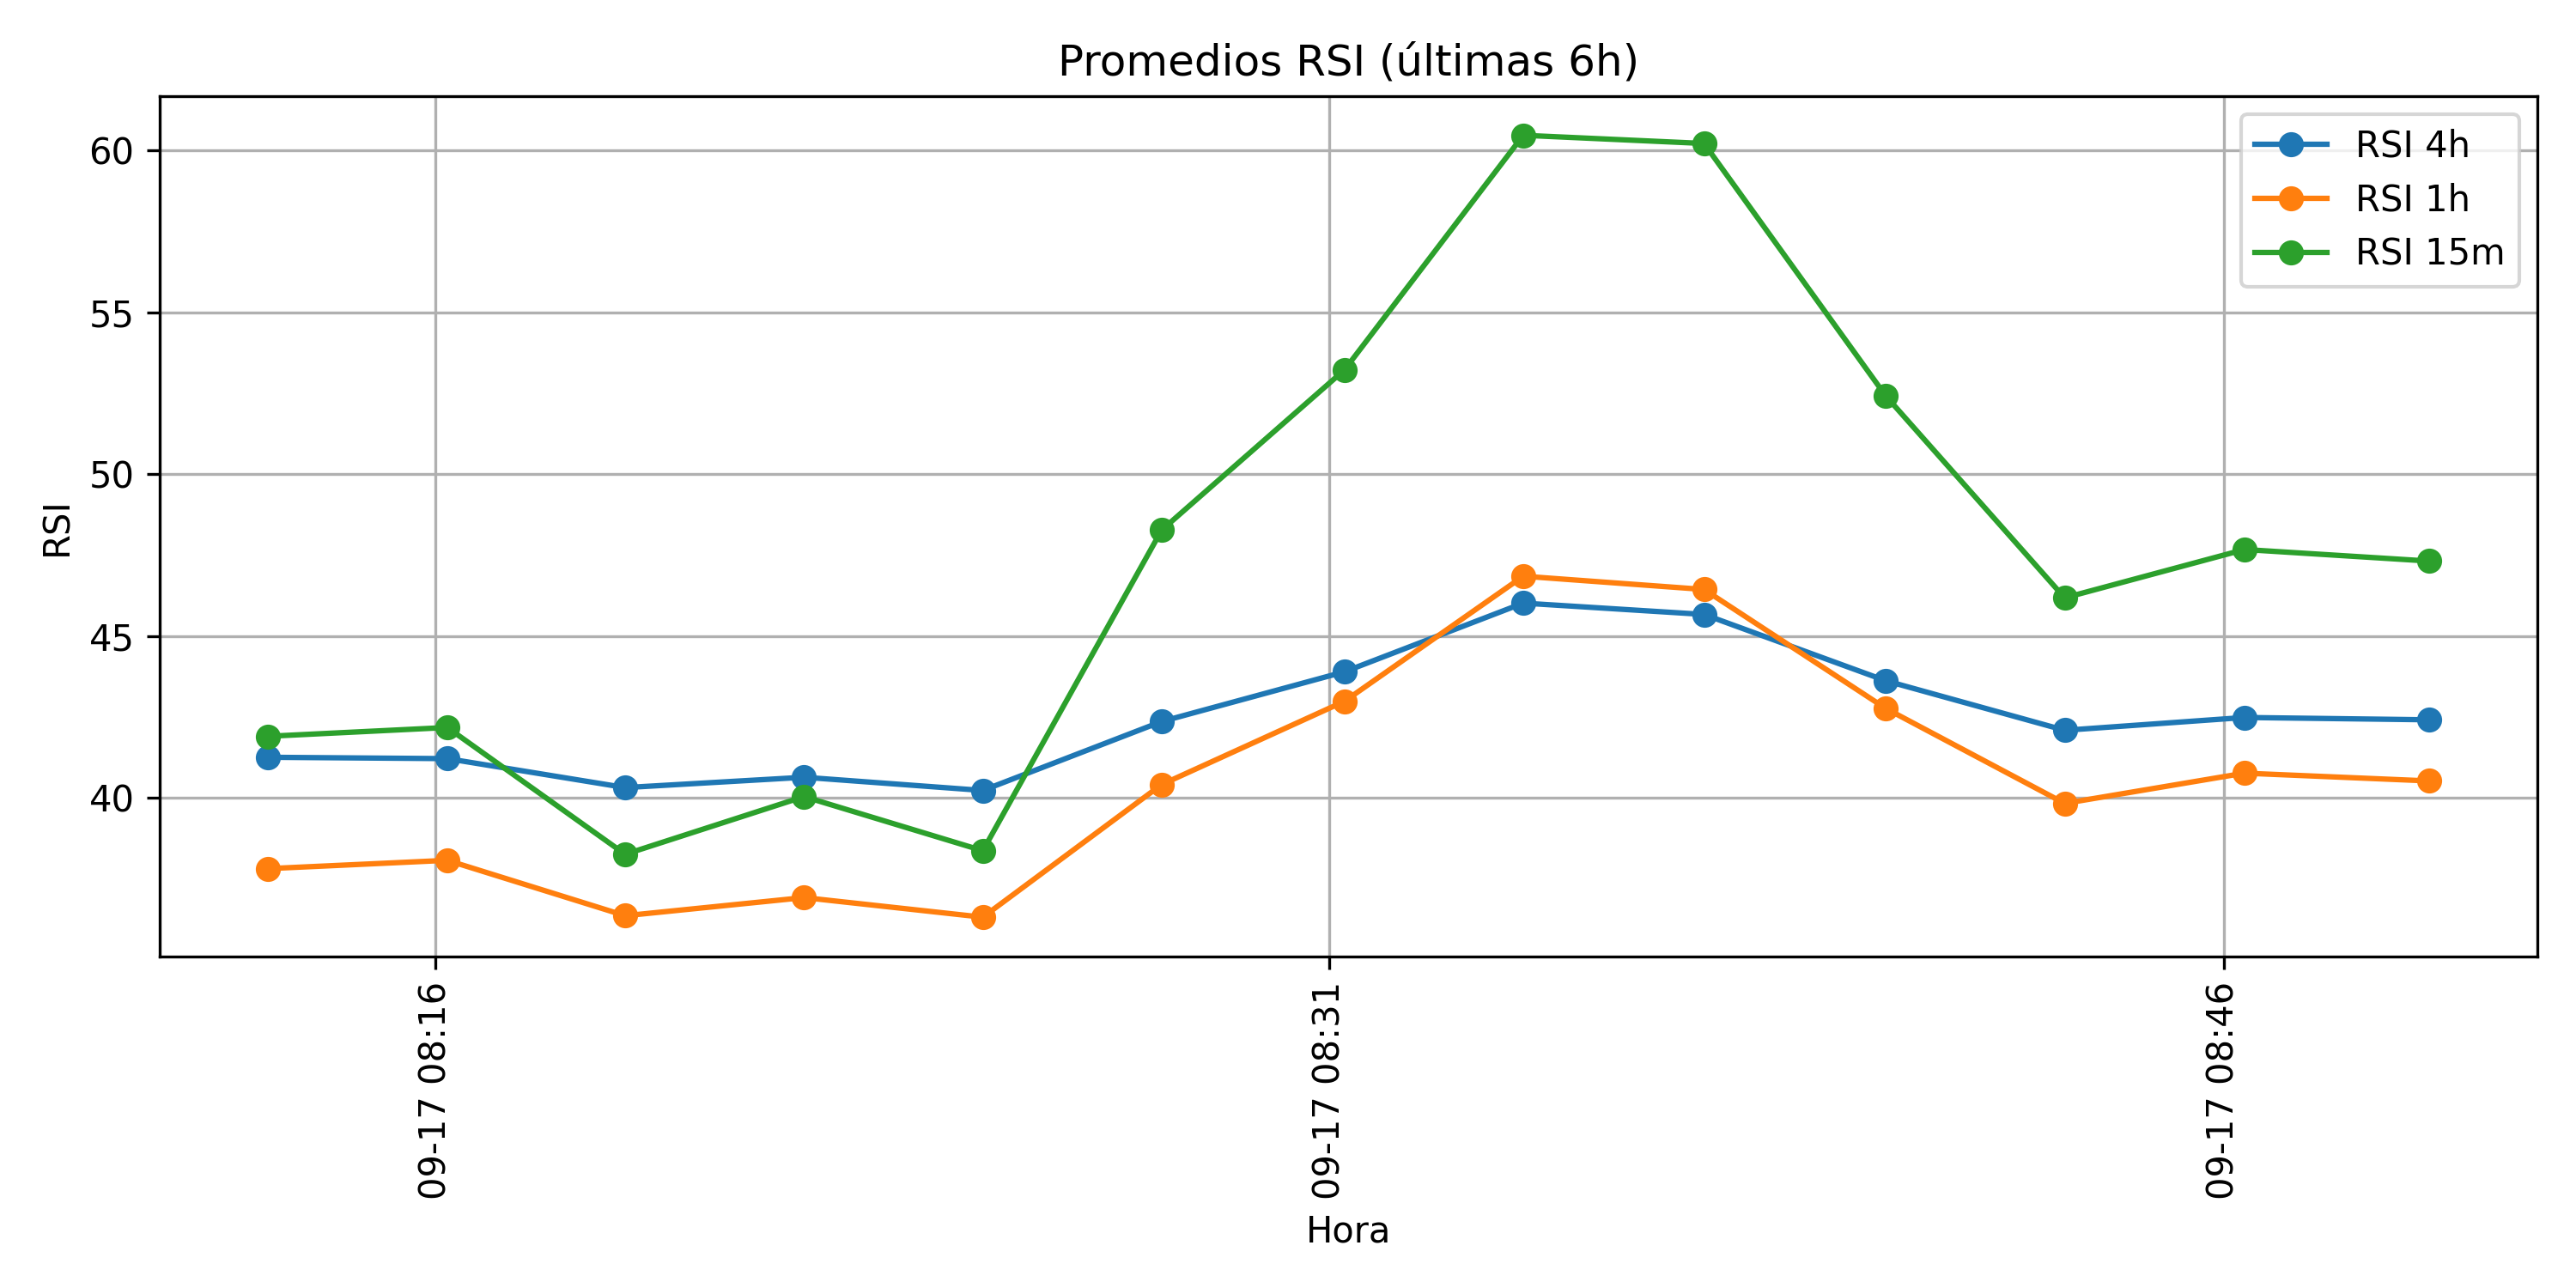 Promedios RSI (últimas 6h)
RSI 4h
RSI 1h
RSI 15m
60
55
50
45
40
RSI
09-17 08:16
09-17 08:31
09-17 08:46
Hora